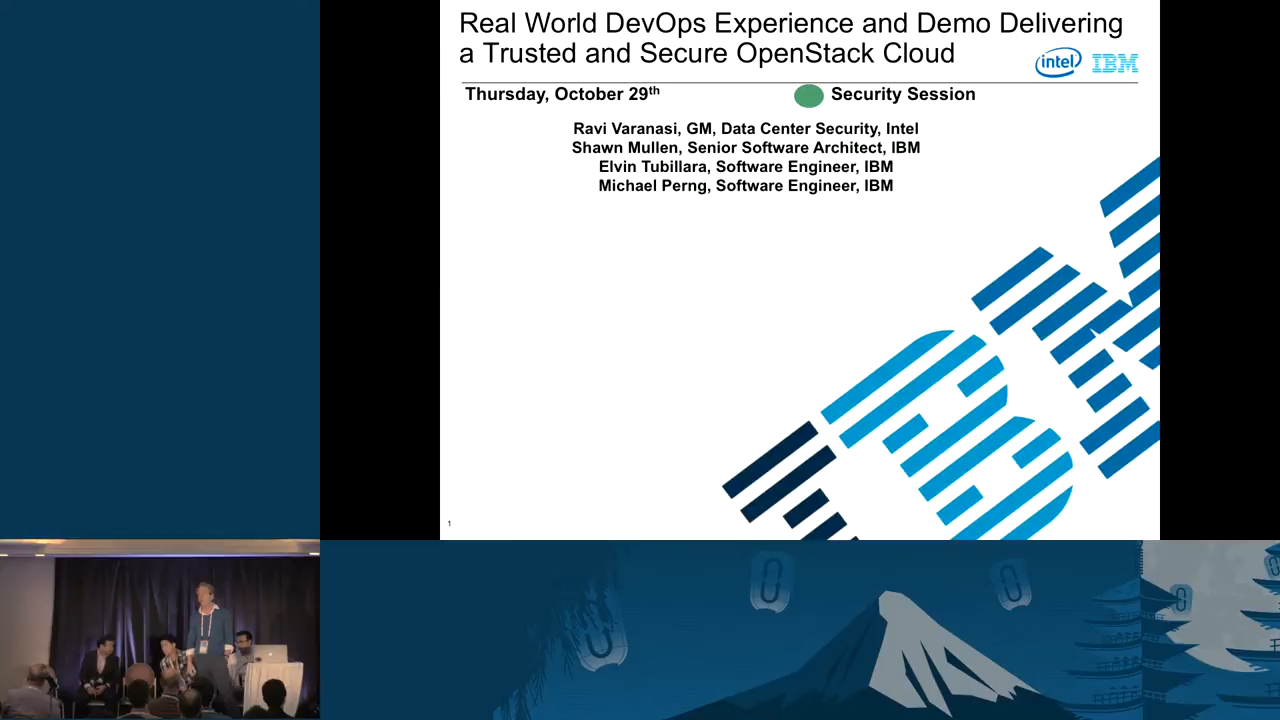 Real World DevOps Experience and Demo Delivering
a Trusted and Secure OpenStack Cloud
intel IBM
Thursday, October 29th
Security Session
Ravi Varanasi, GM, Data Center Security, Intel
Shawn Mullen, Senior Software Architect, IBM
Elvin Tubillara, Software Engineer, IBM
Michael Perng, Software Engineer, IBM
IBM
1